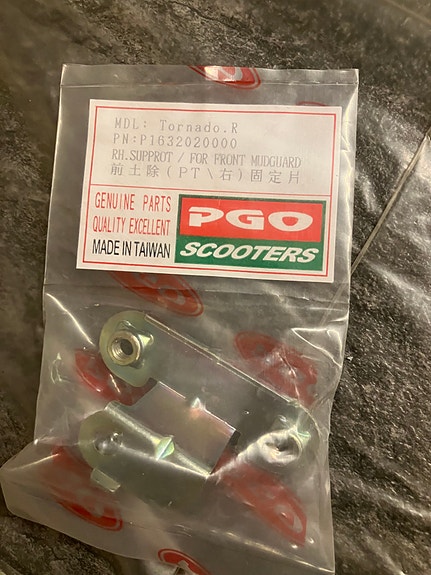 MDL: Tornado.R
PN:P1632020000
RH.SUPPROT / FOR FRONT MUDGUARD
前土除(PT\右)固定片
GENUINE PARTS
QUALITY EXCELLENT
MADE IN TAIWAN
PGO
SCOOTERS